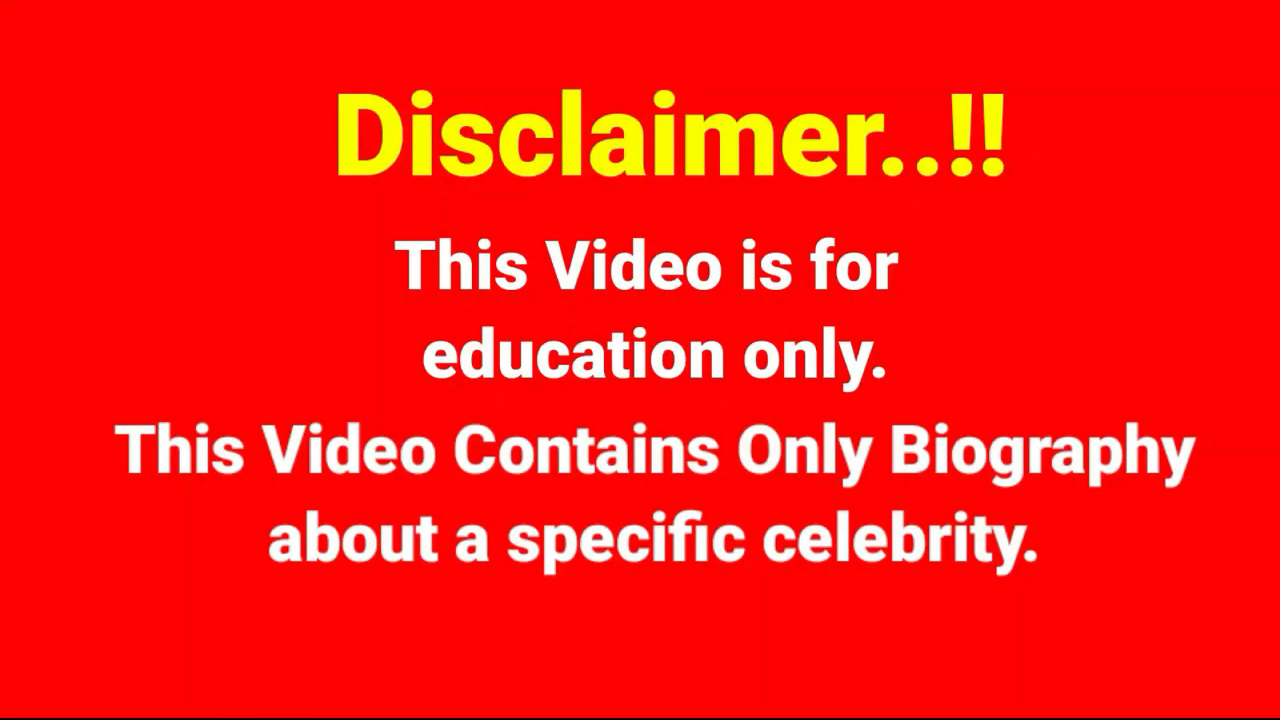 Disclaimer..!!
This Video is for
education only.
This Video Contains Only Biography
about a specific celebrity.